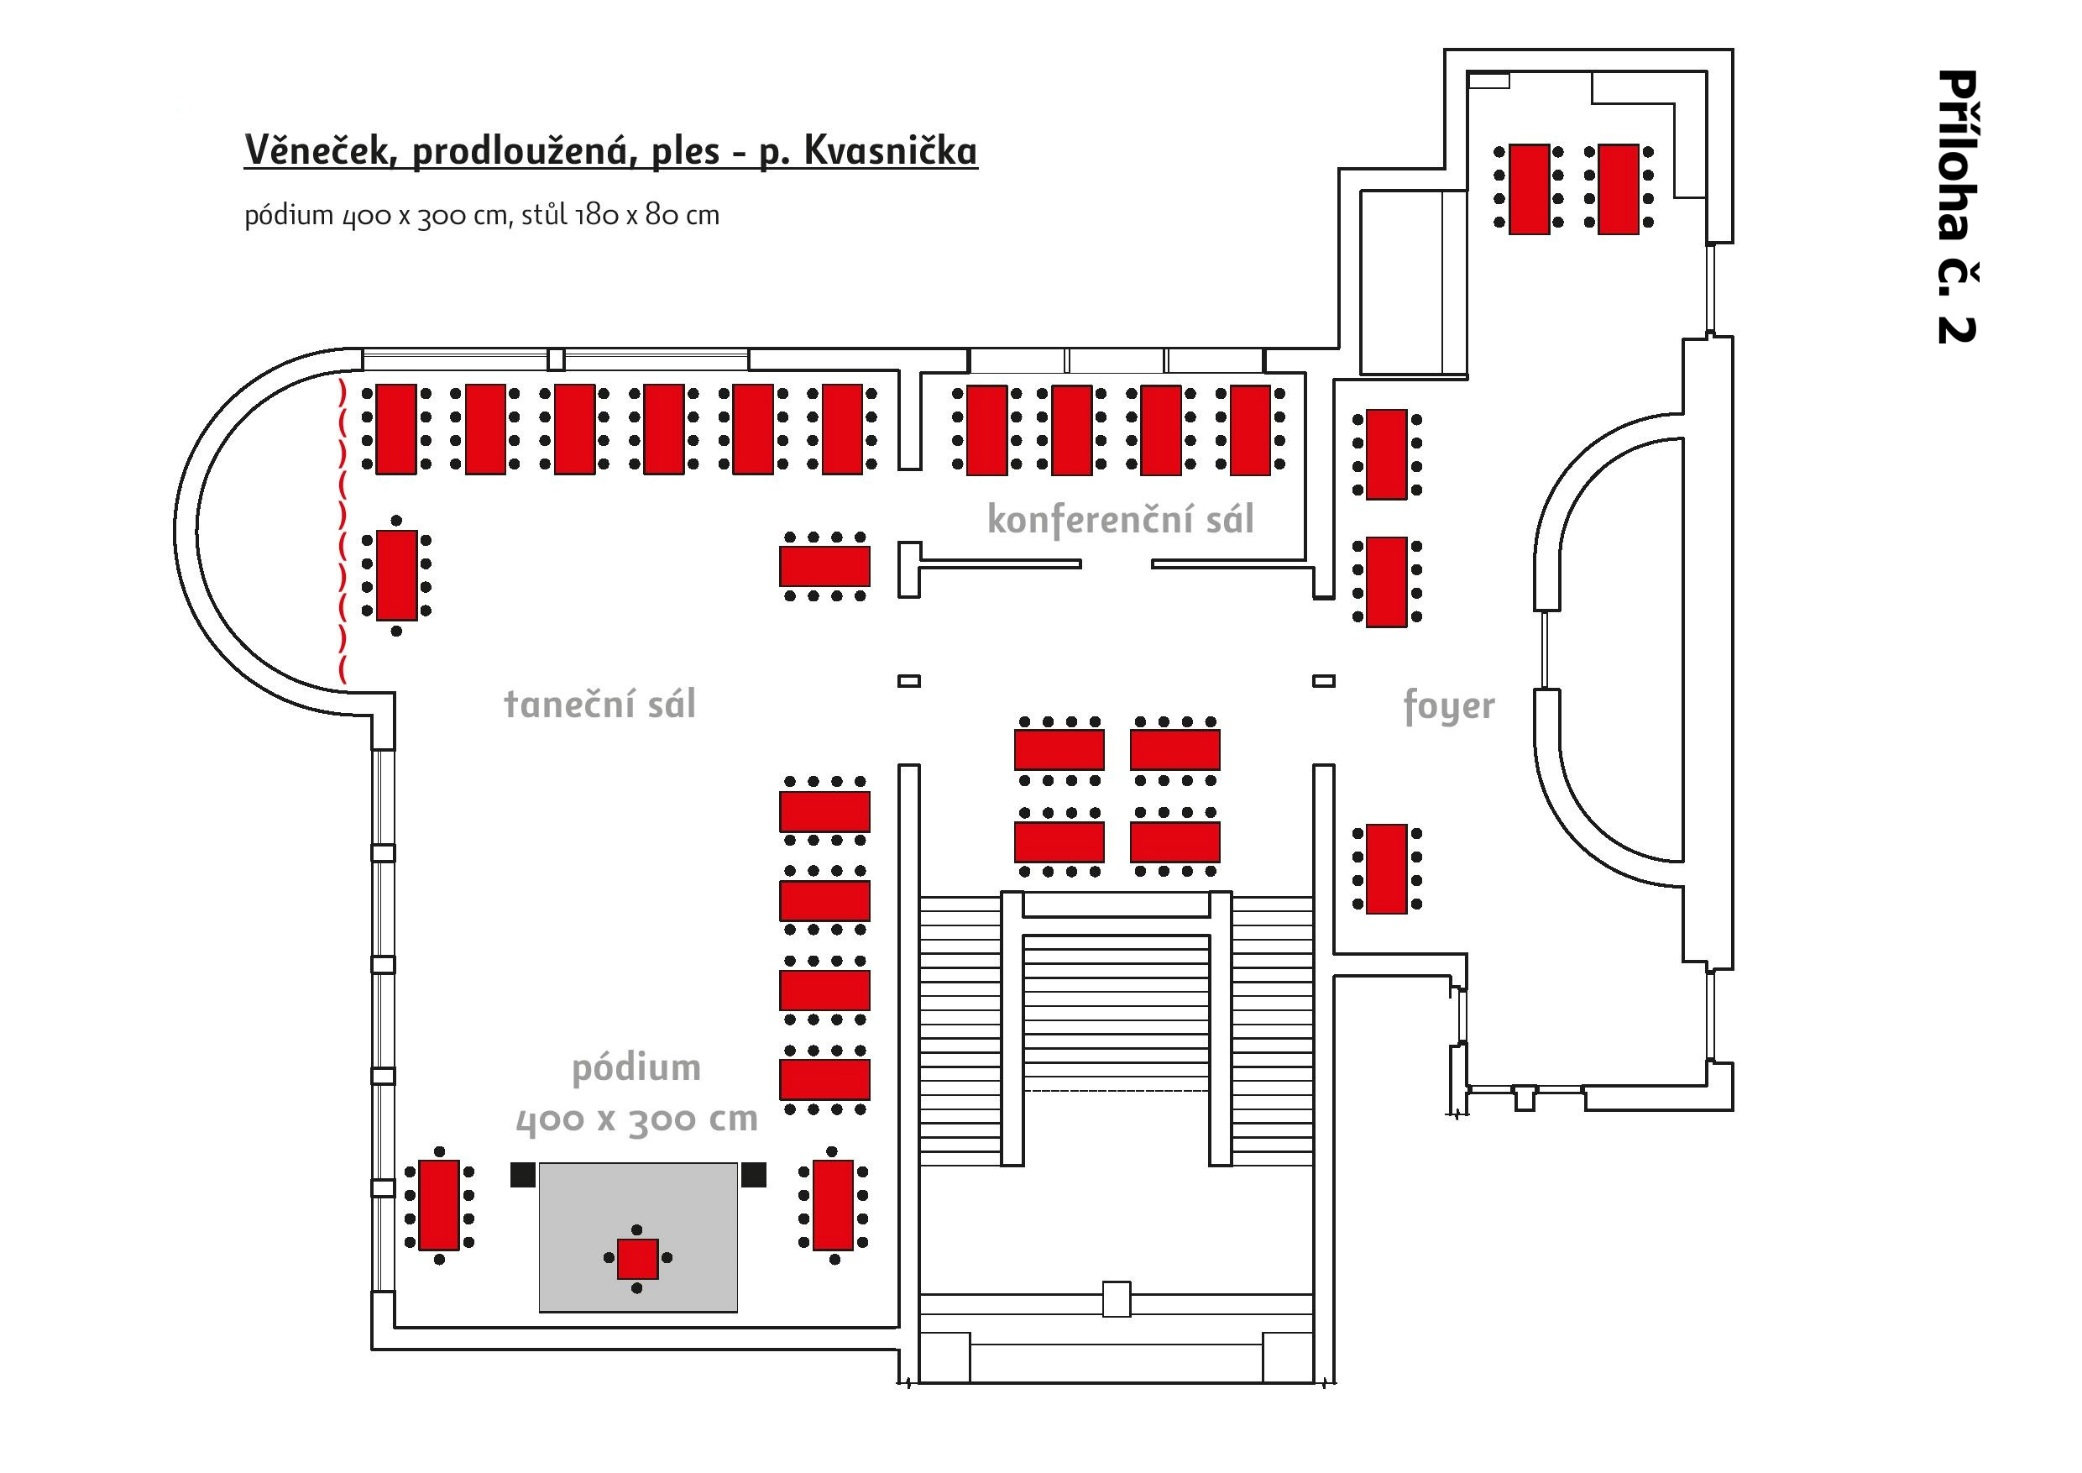 Věneček, prodloužená, ples - p. Kvasnička
pódium 400 x 300 cm, stůl 180 x 80 cm
Příloha č. 2
konferenční sál
taneční sál
foyer
pódium
400 x 300 cm